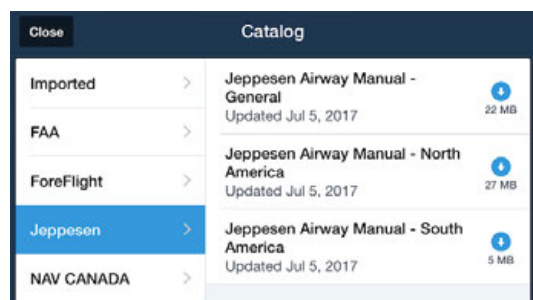 Close
Catalog
Imported
FAA
ForeFlight
Jeppesen
NAV CANADA
Jeppesen Airway Manual -
General
Updated Jul 5, 2017
22 MB
Jeppesen Airway Manual - North
America
Updated Jul 5, 2017
27 MB
Jeppesen Airway Manual - South
America
Updated Jul 5, 2017
5 MB